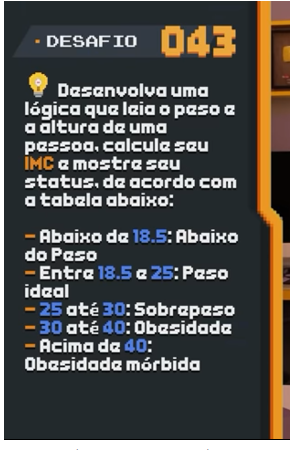 · DESAFIO 043
Desenvolva uma
lógica que leia o peso e
a altura de uma
pessoa, calcule seu
IMC e mostre seu
status, de acordo com
a tabela abaixo:
– Abaixo de 18.5: Abaixo
do Peso
– Entre 18.5 e 25: Peso
ideal
– 25 até 30: Sobrepeso
– 30 até 40: Obesidade
– Acima de 40:
Obesidade mórbida